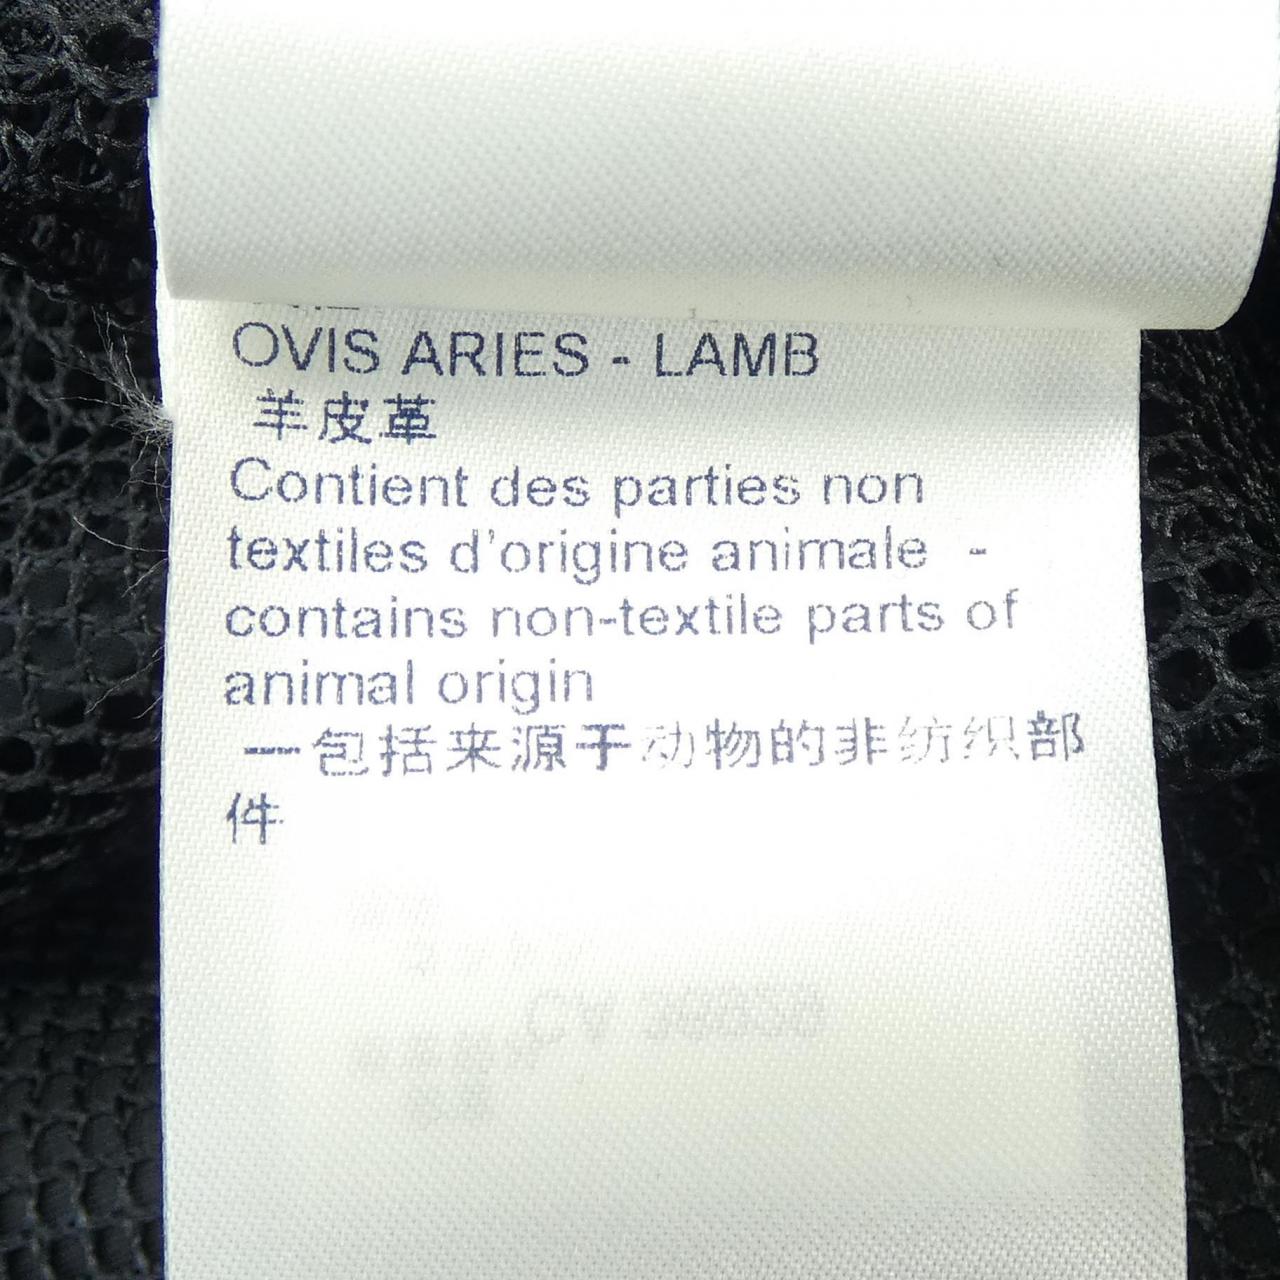 OVIS ARIES - LAMB
羊皮革
Contient des parties non
textiles d'origine animale -
contains non-textile parts of
animal origin
一包括来源于动物的非纺织部
件